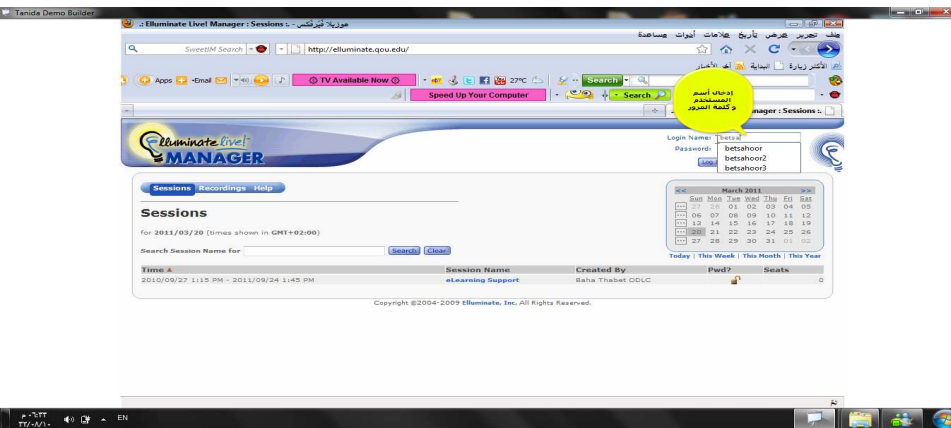 Tanida Demo Builder
.: Elluminate Live! Manager : Sessions :. - موزيلا فَيَرفُكس
ملف تحرير عرض تأريخ علامات أدوات مساعدة
SweetIM Search
http://elluminate.qou.edu/
الأكثر زيارة البداية آخر الأخبار
Apps
Email
TV Available Now
27°C
Search
Speed Up Your Computer
Search
إدخال أسم
المستخدم
و كلمة المرور
nager : Sessions :.
Elluminate Live!
MANAGER
Login Name: betsa
Password:
betsahoor
betsahoor2
betsahoor3
Sessions Recordings Help
Sessions
for 2011/03/20 (times shown in GMT+02:00)
Search Session Name for Search Clear
<< March 2011 >>
Sun Mon Tue Wed Thu Fri Sat
27 28 01 02 03 04 05
06 07 08 09 10 11 12
13 14 15 16 17 18 19
20 21 22 23 24 25 26
27 28 29 30 31 01 02
Today | This Week | This Month | This Year
Time Session Name Created By Pwd? Seats
2010/09/27 1:15 PM - 2011/09/24 1:45 PM eLearning Support Baha Thabet ODLC 0
Copyright ©2004-2009 Elluminate, Inc. All Rights Reserved.
تم
EN